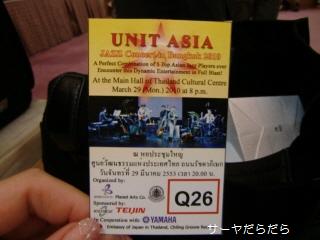 UNIT ASIA
JAZZ Concert in Bangkok 2010
A Perfect Combination of 5 Top Asian Jazz Players ever
Encounter this Dynamic Entertainment in Full Blast!
At the Main Hall of Thailand Cultural Centre
March 29 (Mon.) 2010 at 8 p.m.
ณ หอประชุมใหญ่
ศูนย์วัฒนธรรมแห่งประเทศไทย ถนนรัชดาภิเษก
วันจันทร์ที่ 29 มีนาคม 2553 เวลา 20.00 น.
Organized by:
Planet Arts Co.
Q26
Sponsored by:
TEIJIN
In Cooperation with YAMAHA
Embassy of Japan in Thailand, Chiling Groove
サーヤだらだら